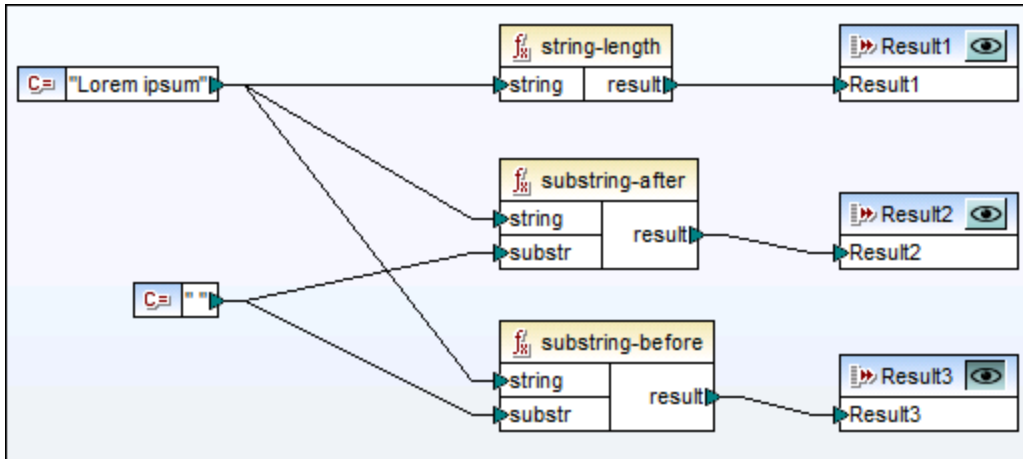 string-length
Result1
C= "Lorem ipsum"
string result
Result1
substring-after
string
Result2
result
substr
Result2
C= " "
substring-before
string
Result3
result
substr
Result3